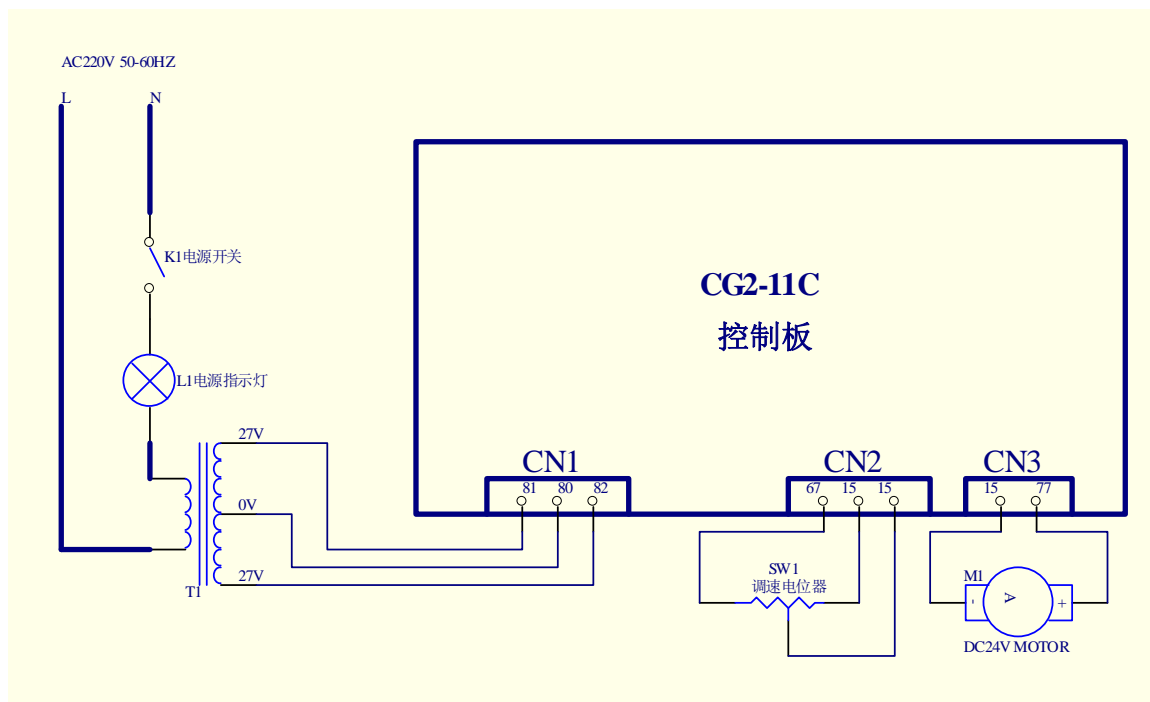 AC220V 50-60HZ
L
N
K1电源开关
CG2-11C
控制板
L1电源指示灯
27V
0V
27V
T1
CN1
81 80 82
CN2
67 15 15
CN3
15 77
SW1
调速电位器
M1
- A +
DC24V MOTOR